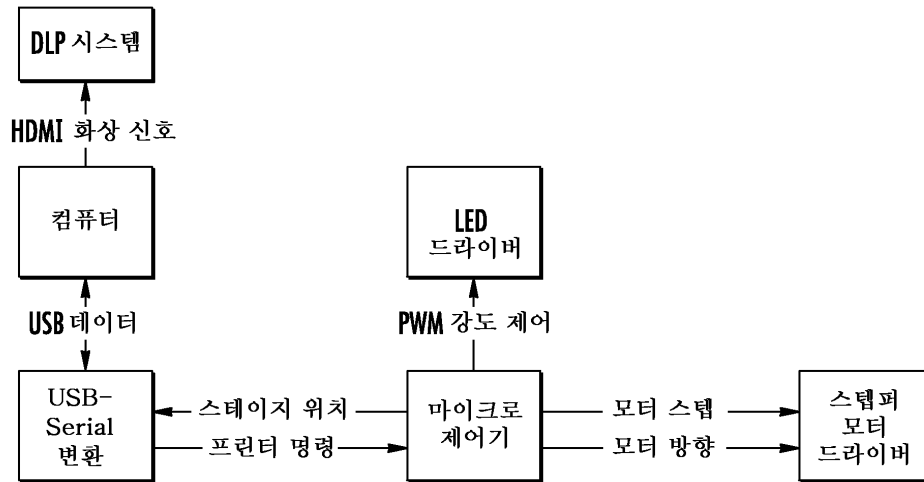 DLP 시스템
HDMI 화상 신호
컴퓨터
LED
드라이버
USB 데이터
PWM 강도 제어
USB-
Serial
변환
스테이지 위치
프린터 명령
마이크로
제어기
모터 스텝
모터 방향
스텝퍼
모터
드라이버